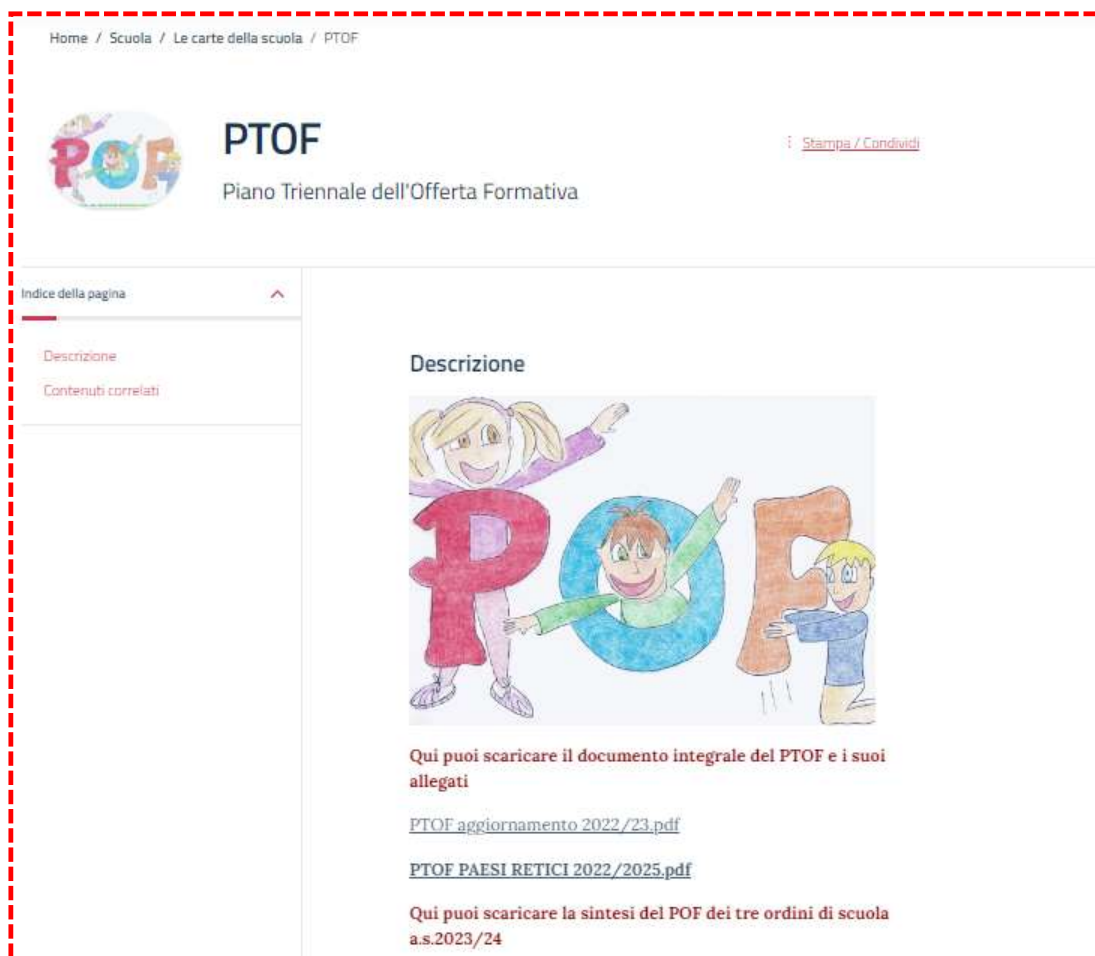 Home / Scuola / Le carte della scuola / PTOF
POF
PTOF
Stampa / Condividi
Piano Triennale dell'Offerta Formativa
Indice della pagina
Descrizione
Contenuti correlati
Descrizione
POF
Qui puoi scaricare il documento integrale del PTOF e i suoi
allegati
PTOF aggiornamento 2022/23.pdf
PTOF PAESI RETICI 2022/2025.pdf
Qui puoi scaricare la sintesi del POF dei tre ordini di scuola
a.s.2023/24